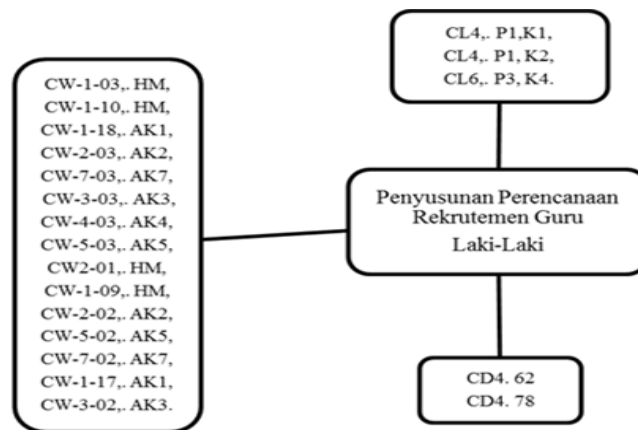 CL4,. P1,K1,
CL4,. P1, K2,
CL6,. P3, K4.
CW-1-03,. HM,
CW-1-10,. HM,
CW-1-18,. AK1,
CW-2-03,. AK2,
CW-7-03,. AK7,
CW-3-03,. AK3,
CW-4-03,. AK4,
CW-5-03,. AK5,
CW2-01,. HM,
CW-1-09,. HM,
CW-2-02,. AK2,
CW-5-02,. AK5,
CW-7-02,. AK7,
CW-1-17,. AK1,
CW-3-02,. AK3.
Penyusunan Perencanaan
Rekrutemen Guru
Laki-Laki
CD4. 62
CD4. 78